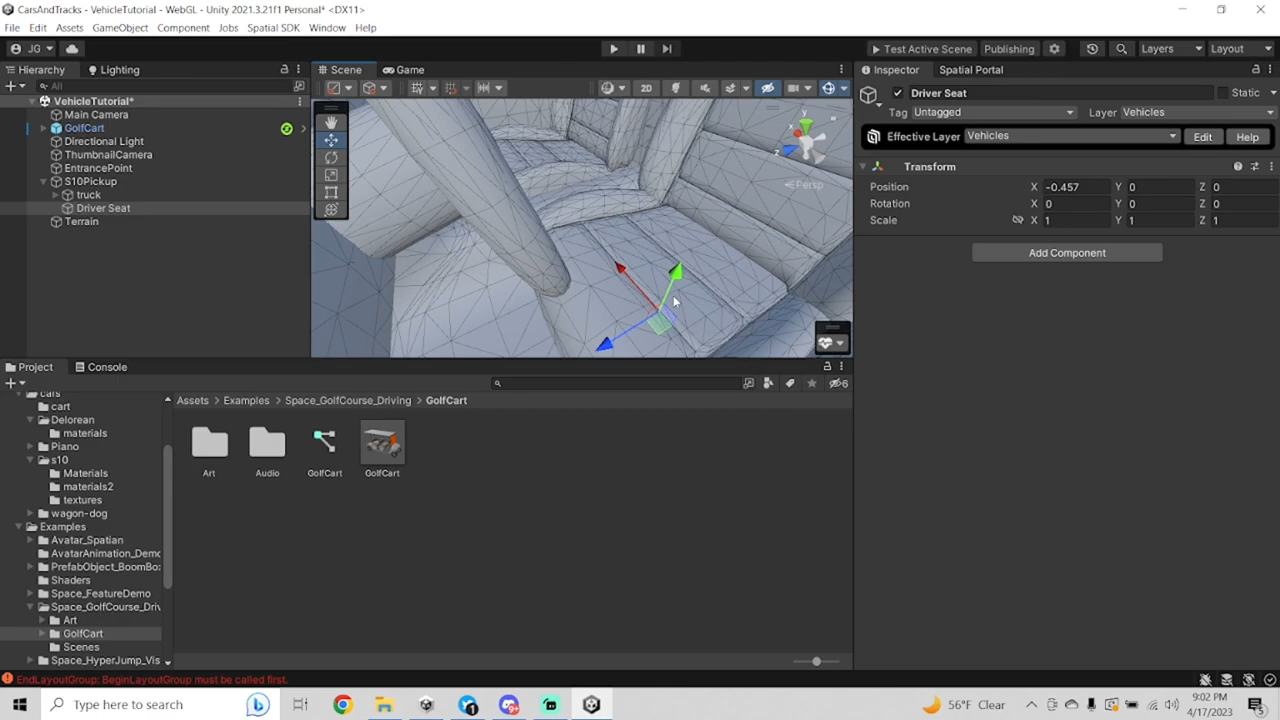 CarsAndTracks - VehicleTutorial - WebGL - Unity 2021.3.21f1 Personal* <DX11>
File Edit Assets GameObject Component Jobs Spatial SDK Window Help
JG Test Active Scene Publishing Layers Layout
Hierarchy Lighting Scene Game Inspector Spatial Portal
All
2D
VehicleTutorial*
Main Camera
GolfCart
Directional Light
ThumbnailCamera
EntrancePoint
S10Pickup
truck
Driver Seat
Terrain
y
x
z
Persp
Driver Seat Static
Tag Untagged Layer Vehicles
Effective Layer Vehicles Edit Help
Transform
Position X -0.457 Y 0 Z 0
Rotation X 0 Y 0 Z 0
Scale X 1 Y 1 Z 1
Add Component
Project Console
6
cars
cart
Delorean
materials
Piano
s10
Materials
materials2
textures
wagon-dog
Examples
Avatar_Spatian
AvatarAnimation_Demo
PrefabObject_BoomBo
Shaders
Space_FeatureDemo
Space_GolfCourse_Driv
Art
GolfCart
Scenes
Space_HyperJump_Vis
Assets > Examples > Space_GolfCourse_Driving > GolfCart
Art Audio GolfCart GolfCart
EndLayoutGroup: BeginLayoutGroup must be called first.
Type here to search
56°F Clear
9:02 PM
4/17/2023